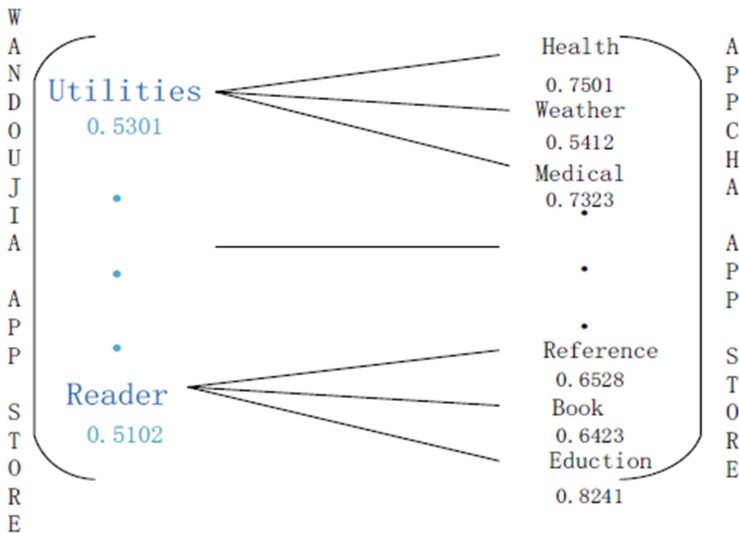 WANDOUJIA APP STORE
Utilities
0.5301
Reader
0.5102
Health
0.7501
Weather
0.5412
Medical
0.7323
Reference
0.6528
Book
0.6423
Eduction
0.8241
APPCHA APP STORE